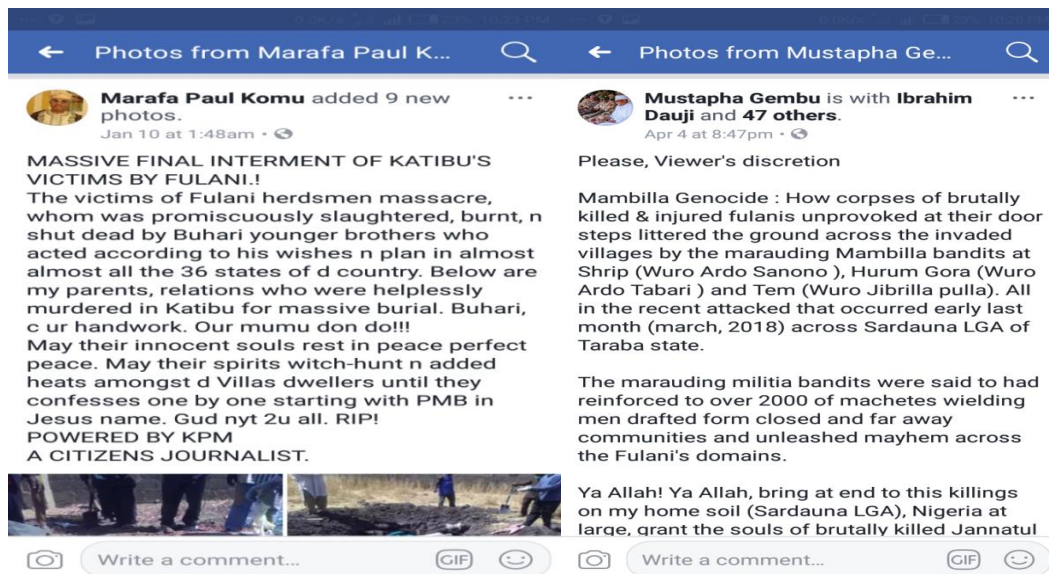 0.0K/s 23% 10:23 PM
Photos from Marafa Paul K...
Marafa Paul Komu added 9 new
photos.
Jan 10 at 1:48am
MASSIVE FINAL INTERMENT OF KATIBU'S
VICTIMS BY FULANI.!
The victims of Fulani herdsmen massacre,
whom was promiscuously slaughtered, burnt, n
shut dead by Buhari younger brothers who
acted according to his wishes n plan in almost
almost all the 36 states of d country. Below are
my parents, relations who were helplessly
murdered in Katibu for massive burial. Buhari,
c ur handwork. Our mumu don do!!!
May their innocent souls rest in peace perfect
peace. May their spirits witch-hunt n added
heats amongst d Villas dwellers until they
confesses one by one starting with PMB in
Jesus name. Gud nyt 2u all. RIP!
POWERED BY KPM
A CITIZENS JOURNALIST.
Write a comment...
GIF
0.0K/s 23% 10:20 PM
Photos from Mustapha Ge...
Mustapha Gembu is with Ibrahim
Dauji and 47 others.
Apr 4 at 8:47pm
Please, Viewer's discretion
Mambilla Genocide : How corpses of brutally
killed & injured fulanis unprovoked at their door
steps littered the ground across the invaded
villages by the marauding Mambilla bandits at
Shrip (Wuro Ardo Sanono ), Hurum Gora (Wuro
Ardo Tabari ) and Tem (Wuro Jibrilla pulla). All
in the recent attacked that occurred early last
month (march, 2018) across Sardauna LGA of
Taraba state.
The marauding militia bandits were said to had
reinforced to over 2000 of machetes wielding
men drafted form closed and far away
communities and unleashed mayhem across
the Fulani's domains.
Ya Allah! Ya Allah, bring at end to this killings
on my home soil (Sardauna LGA), Nigeria at
large, grant the souls of brutally killed Jannatul
Write a comment...
GIF